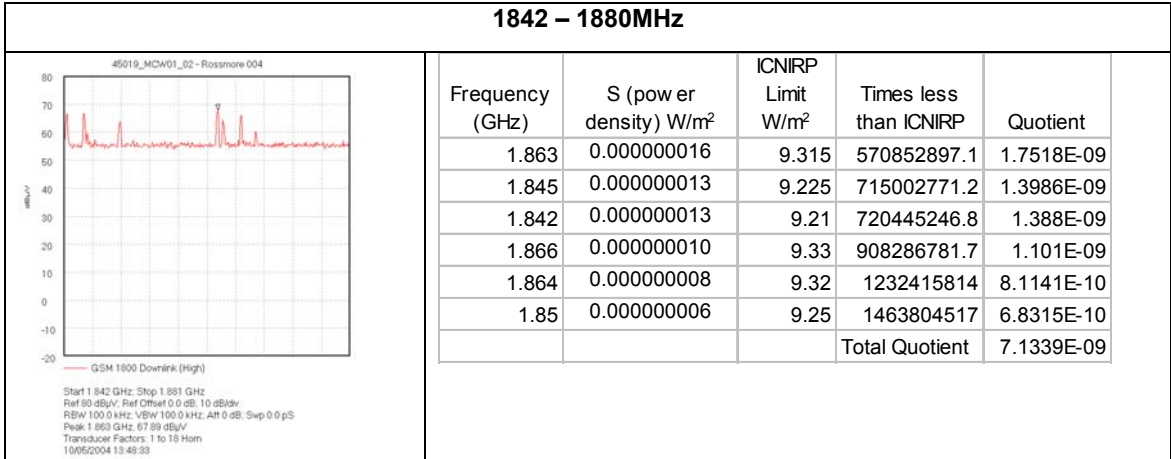 1842 – 1880MHz
45019_MCW01_02 - Rossmore 004
80
70
60
50
40
30
20
10
0
-10
-20
dBµV
GSM 1800 Downlink (High)
Start 1.842 GHz; Stop 1.881 GHz
Ref 80 dBµV; Ref Offset 0.0 dB; 10 dB/div
RBW 100.0 kHz; VBW 100.0 kHz; Att 0 dB; Swp 0.0 pS
Peak 1.863 GHz, 67.89 dBµV
Transducer Factors: 1 to 18 Horn
10/05/2004 13:48:33
Frequency (GHz) S (pow er density) W/m² ICNIRP Limit W/m² Times less than ICNIRP Quotient
1.863 0.000000016 9.315 570852897.1 1.7518E-09
1.845 0.000000013 9.225 715002771.2 1.3986E-09
1.842 0.000000013 9.21 720445246.8 1.388E-09
1.866 0.000000010 9.33 908286781.7 1.101E-09
1.864 0.000000008 9.32 1232415814 8.1141E-10
1.85 0.000000006 9.25 1463804517 6.8315E-10
Total Quotient 7.1339E-09